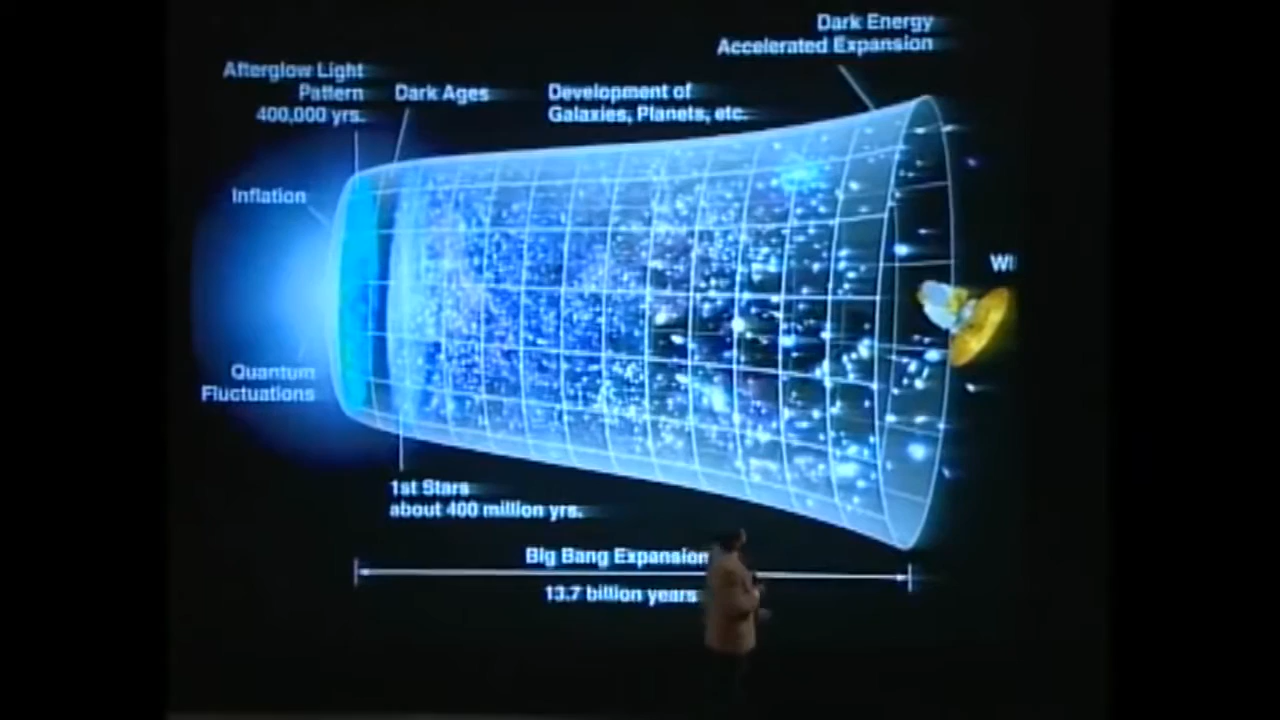 Dark Energy
Accelerated Expansion
Afterglow Light
Pattern
400,000 yrs.
Dark Ages
Development of
Galaxies, Planets, etc.
Inflation
Quantum
Fluctuations
1st Stars
about 400 million yrs.
Big Bang Expansion
13.7 billion years